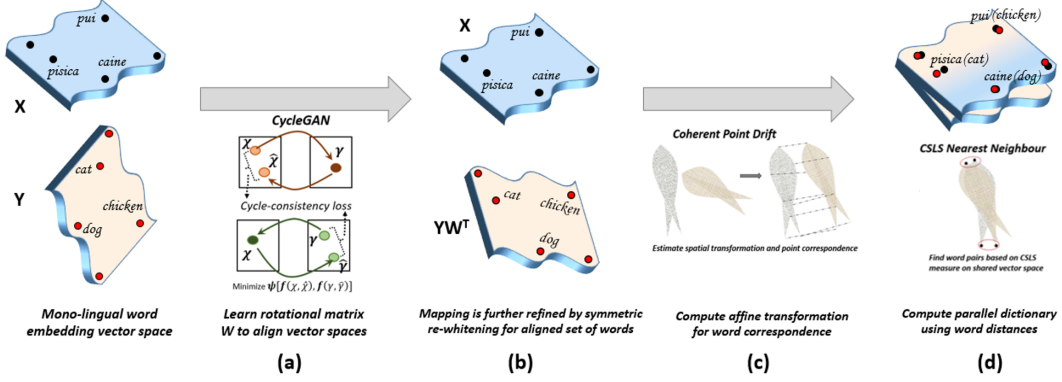 pui
pisica
caine
X
cat
Y
chicken
dog
Mono-lingual word
embedding vector space
CycleGAN
χ
χ̂
γ
Cycle-consistency loss
χ
γ
γ̂
Minimize ψ[f(χ, χ̂), f(γ, γ̂)]
Learn rotational matrix
W to align vector spaces
(a)
X
pui
pisica
caine
cat
chicken
YWᵀ
dog
Mapping is further refined by symmetric
re-whitening for aligned set of words
(b)
Coherent Point Drift
Estimate spatial transformation and point correspondence
Compute affine transformation
for word correspondence
(c)
pui(chicken)
pisica(cat)
caine(dog)
CSLS Nearest Neighbour
Find word pairs based on CSLS
measure on shared vector space
Compute parallel dictionary
using word distances
(d)